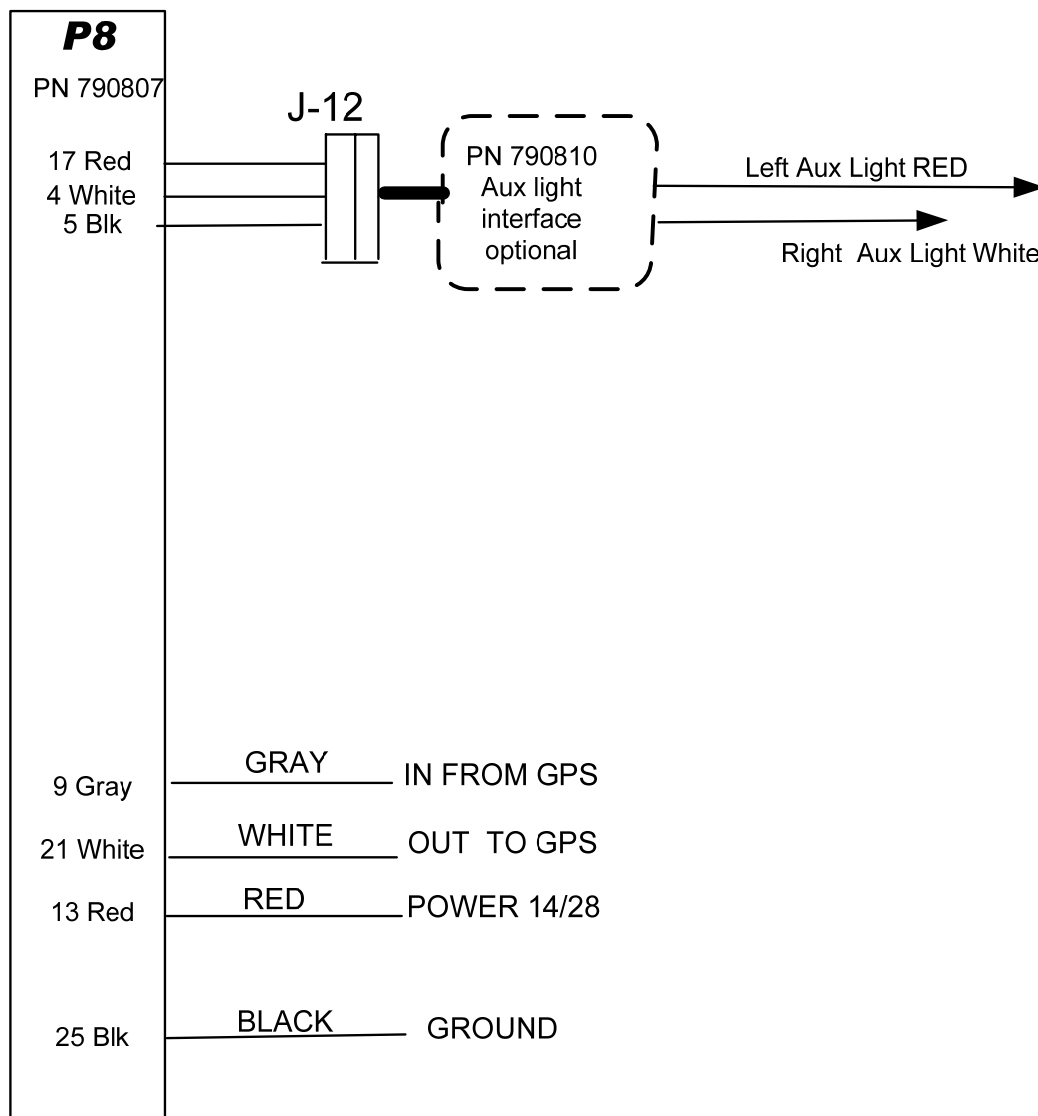 P8
PN 790807
J-12
17 Red
4 White
5 Blk
PN 790810
Aux light
interface
optional
Left Aux Light RED
Right Aux Light White
9 Gray
GRAY
IN FROM GPS
21 White
WHITE
OUT TO GPS
13 Red
RED
POWER 14/28
25 Blk
BLACK
GROUND